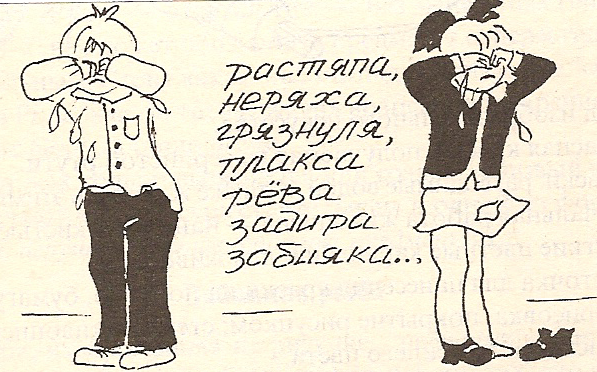 растяпа,
неряха,
грязнуля,
плакса
рёва
задира
забияка...